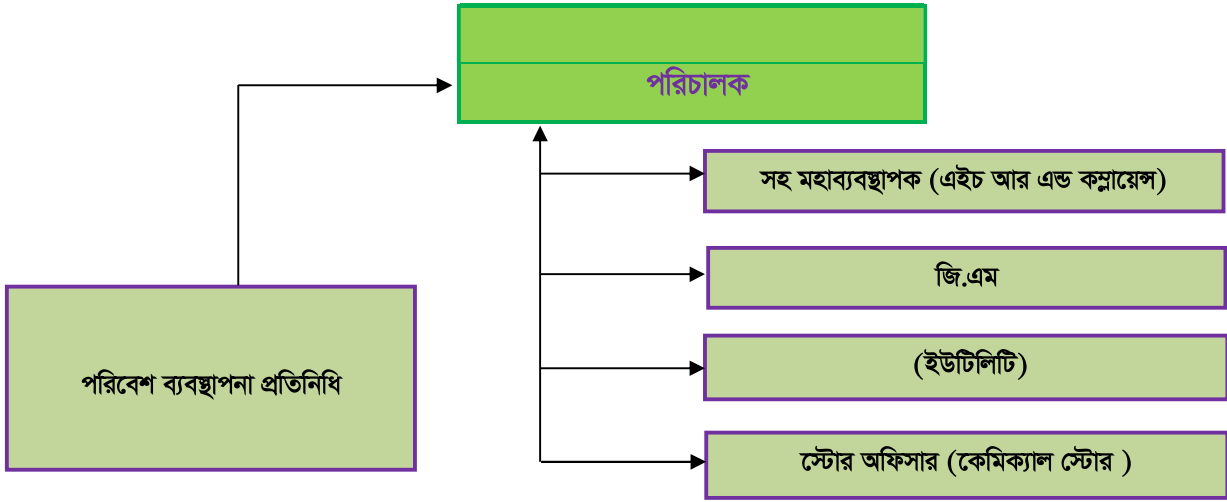 পরিচালক
সহ মহাব্যবস্থাপক (এইচ আর এন্ড কম্লায়েন্স)
জি.এম
(ইউটিলিটি)
পরিবেশ ব্যবস্থাপনা প্রতিনিধি
স্টোর অফিসার (কেমিক্যাল স্টোর )